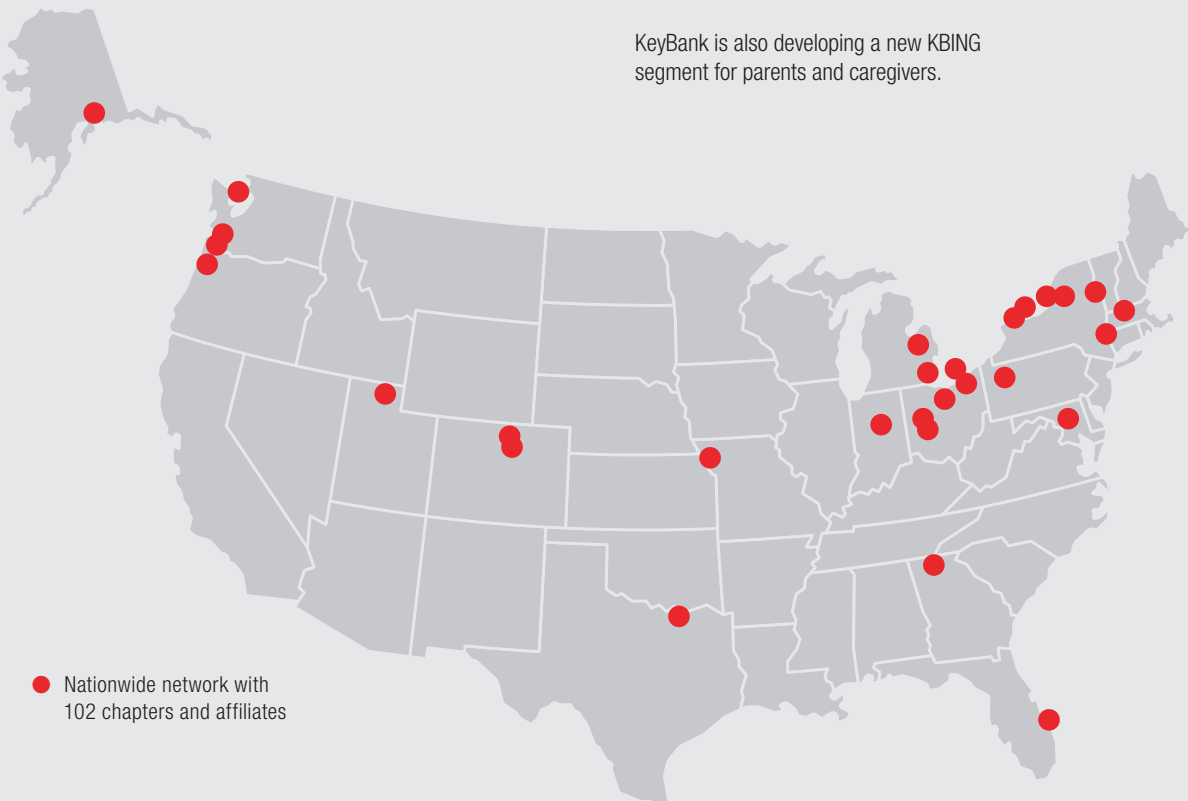 KeyBank is also developing a new KBING
segment for parents and caregivers.
Nationwide network with
102 chapters and affiliates